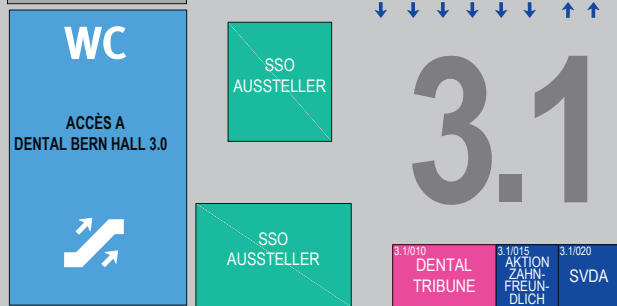 WC
ACCÈS A
DENTAL BERN HALL 3.0
SSO
AUSSTELLER
SSO
AUSSTELLER
3.1
3.1/010
DENTAL
TRIBUNE
3.1/015
AKTION
ZAHN-
FREUN-
DLICH
3.1/020
SVDA